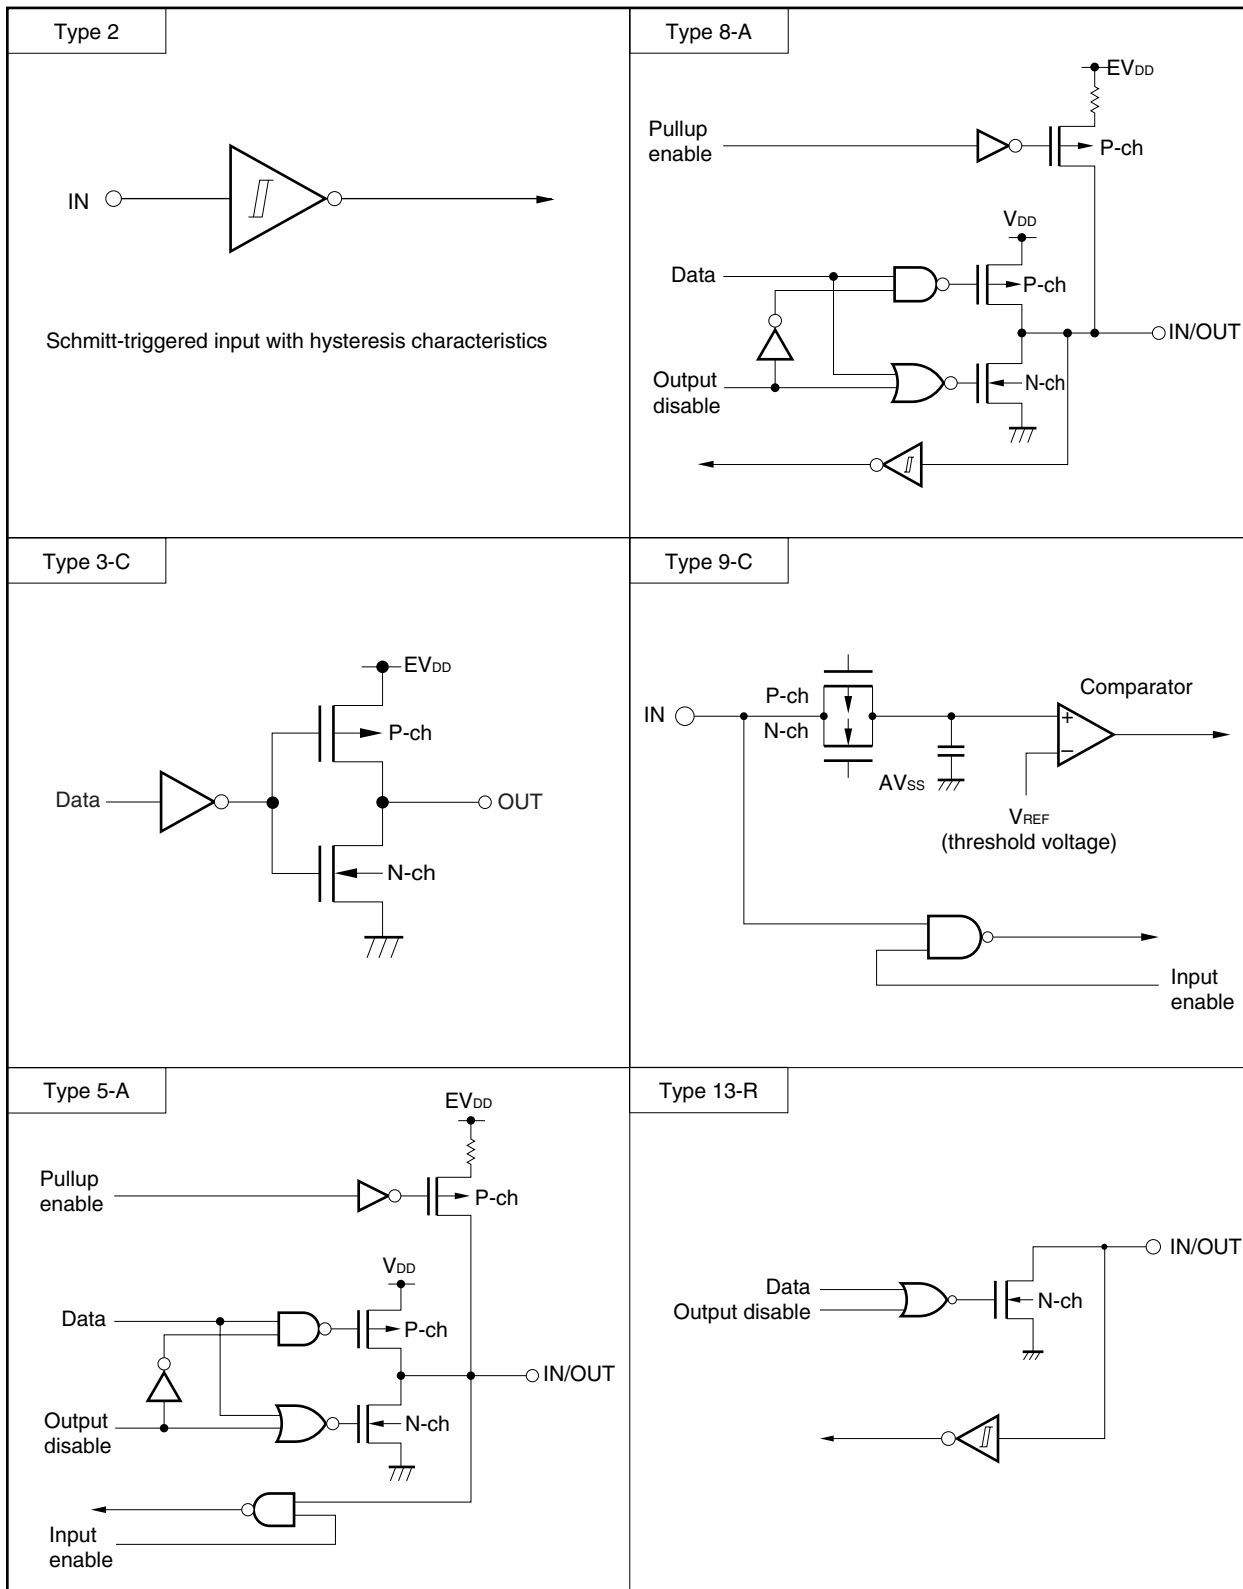 Type 2
IN
Schmitt-triggered input with hysteresis characteristics
Type 8-A
EVDD
Pullup
enable
P-ch
VDD
Data
P-ch
IN/OUT
Output
disable
N-ch
Type 3-C
EVDD
P-ch
Data
OUT
N-ch
Type 9-C
P-ch
Comparator
IN
N-ch
+
−
AVSS
VREF
(threshold voltage)
Input
enable
Type 5-A
EVDD
Pullup
enable
P-ch
VDD
Data
P-ch
IN/OUT
Output
disable
N-ch
Input
enable
Type 13-R
IN/OUT
Data
Output disable
N-ch